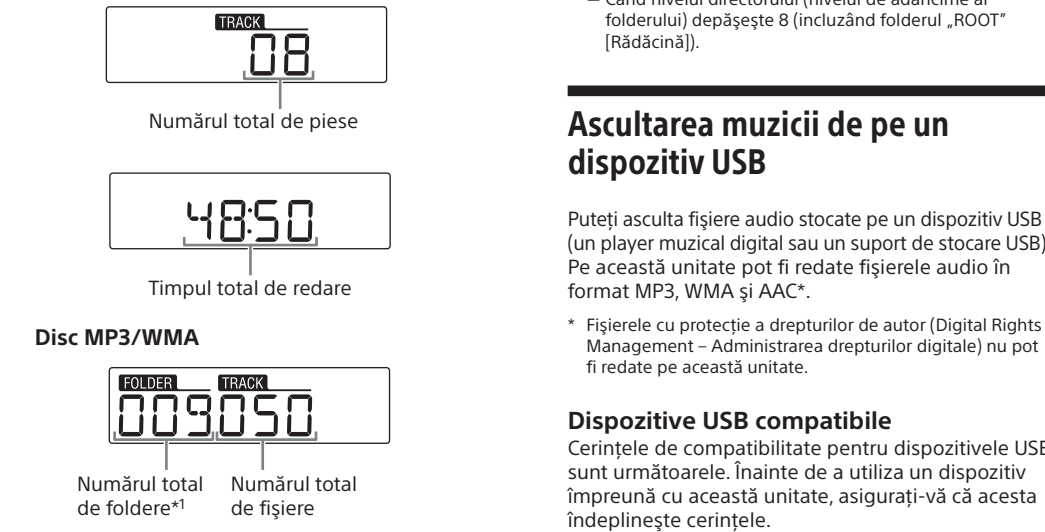 TRACK
08
Numărul total de piese
48:50
Timpul total de redare
Disc MP3/WMA
FOLDER TRACK
009050
Numărul total
de foldere*1
Numărul total
de fişiere
folderului) depăşeşte 8 (incluzând folderul „ROOT”
[Rădăcină]).
Ascultarea muzicii de pe un
dispozitiv USB
Puteţi asculta fişiere audio stocate pe un dispozitiv USB
(un player muzical digital sau un suport de stocare USB)
Pe această unitate pot fi redate fişierele audio în
format MP3, WMA şi AAC*.
* Fişierele cu protecţie a drepturilor de autor (Digital Rights
Management – Administrarea drepturilor digitale) nu pot
fi redate pe această unitate.
Dispozitive USB compatibile
Cerinţele de compatibilitate pentru dispozitivele USB
sunt următoarele. Înainte de a utiliza un dispozitiv
împreună cu această unitate, asiguraţi-vă că acesta
îndeplineşte cerinţele.